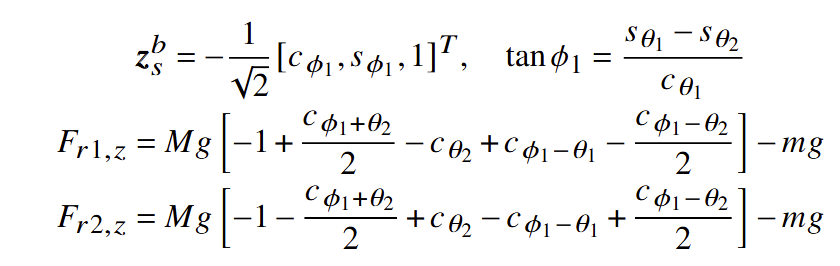 $\boldsymbol{z}_s^b = -\frac{1}{\sqrt{2}}[c_{\phi_1}, s_{\phi_1}, 1]^T, \quad \tan\phi_1 = \frac{s_{\theta_1} - s_{\theta_2}}{c_{\theta_1}}$
$F_{r1,z} = Mg\left[-1 + \frac{c_{\phi_1+\theta_2}}{2} - c_{\theta_2} + c_{\phi_1-\theta_1} - \frac{c_{\phi_1-\theta_2}}{2}\right] - mg$
$F_{r2,z} = Mg\left[-1 - \frac{c_{\phi_1+\theta_2}}{2} + c_{\theta_2} - c_{\phi_1-\theta_1} + \frac{c_{\phi_1-\theta_2}}{2}\right] - mg$